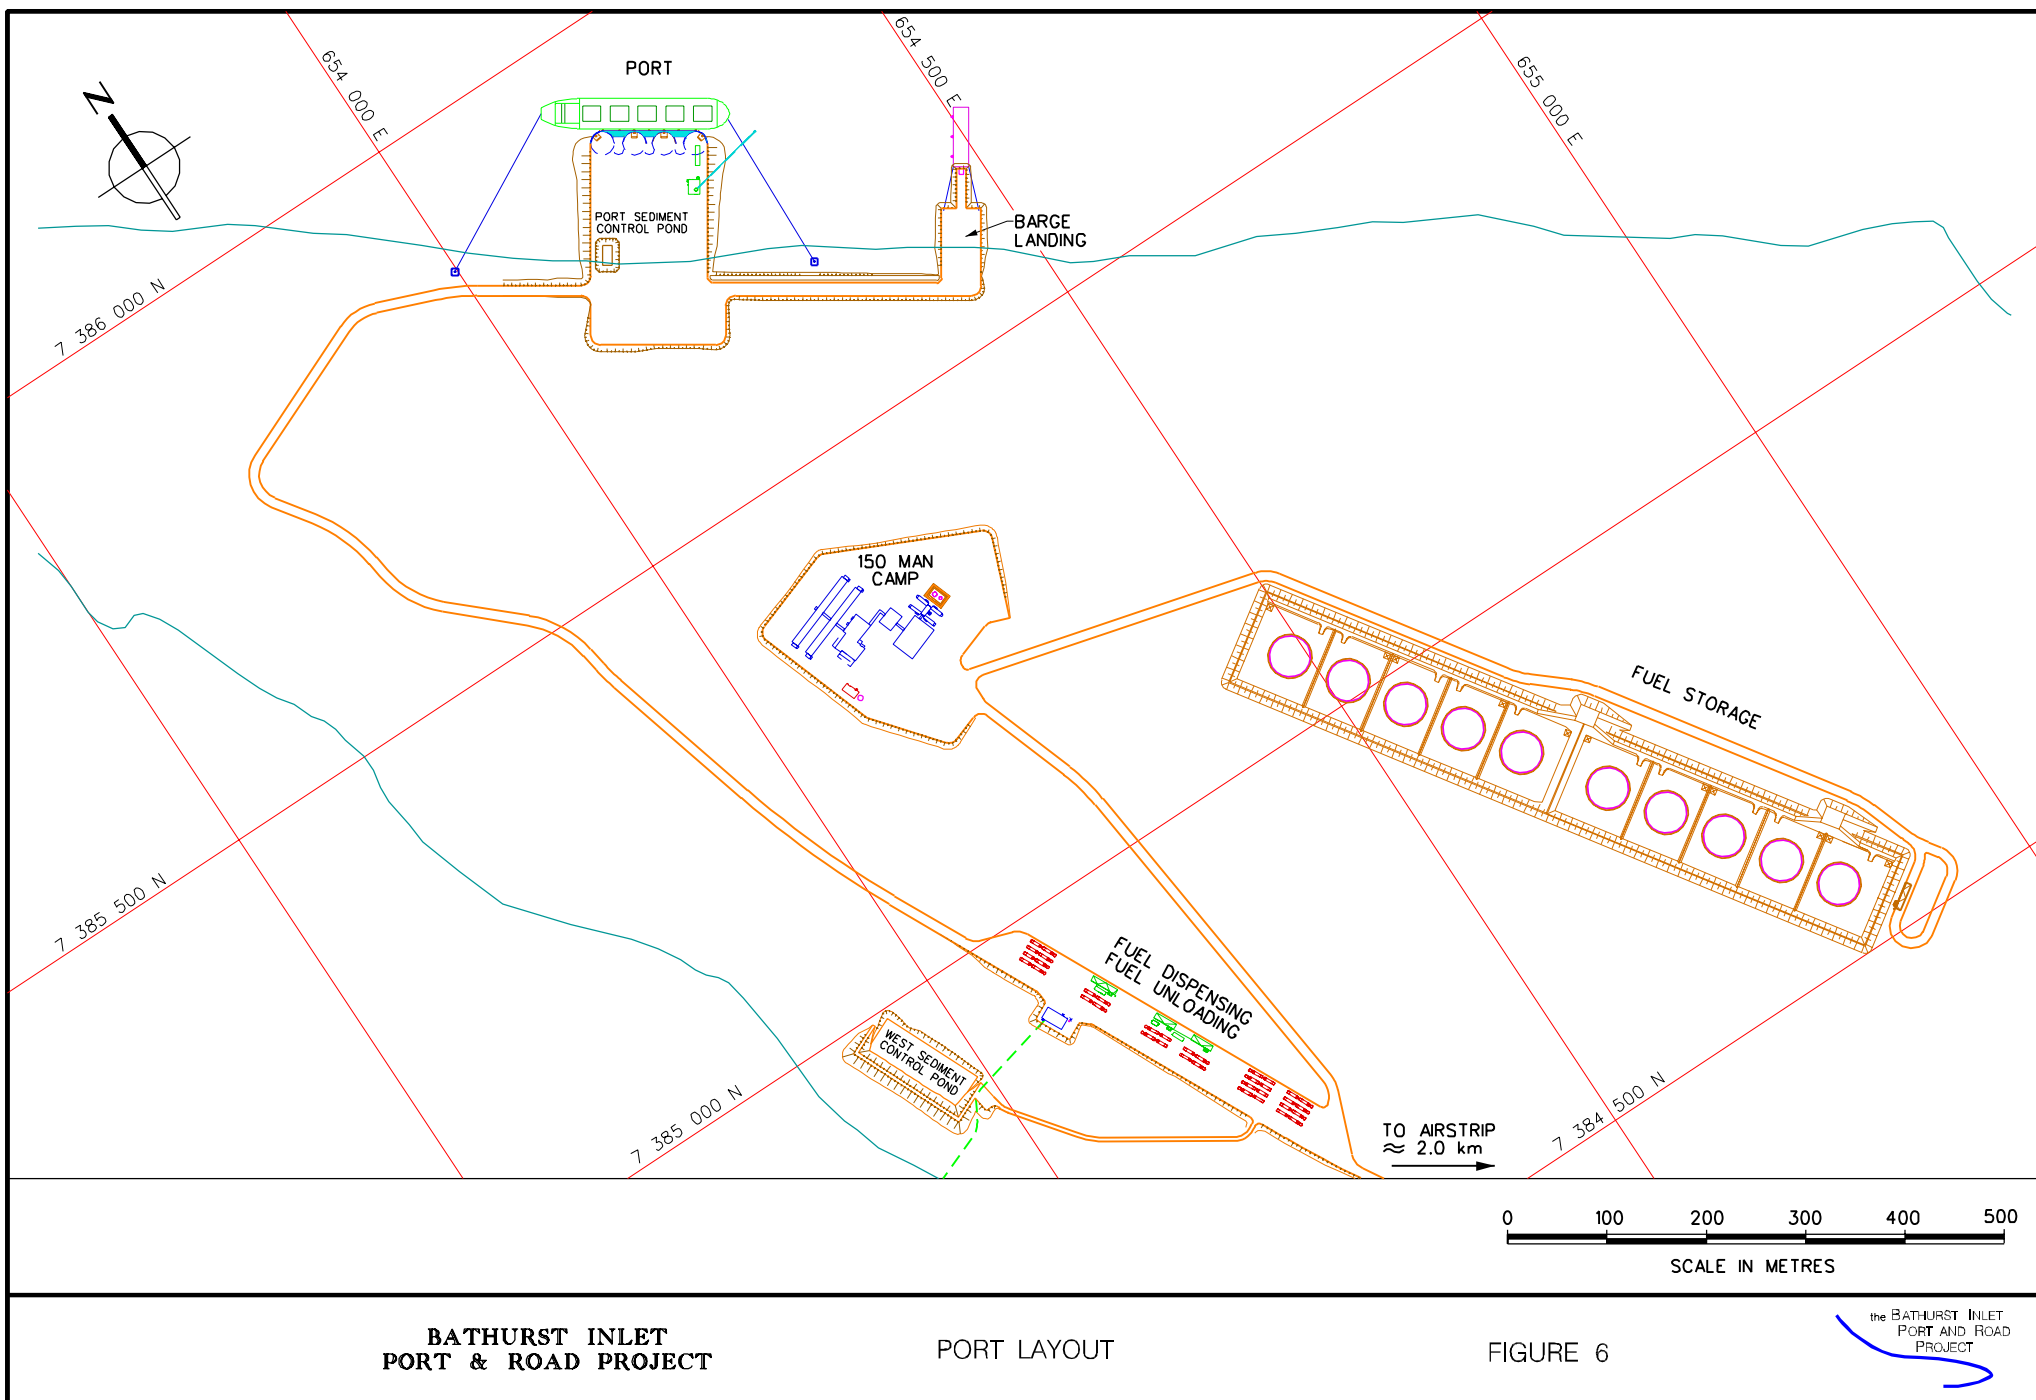 PORT
N
654 000 E
654 500 E
655 000 E
PORT SEDIMENT
CONTROL POND
BARGE
LANDING
7 386 000 N
150 MAN
CAMP
FUEL STORAGE
7 385 500 N
FUEL DISPENSING
FUEL UNLOADING
WEST SEDIMENT
CONTROL POND
7 385 000 N
7 384 500 N
TO AIRSTRIP
≈ 2.0 km
0 100 200 300 400 500
SCALE IN METRES
BATHURST INLET
PORT & ROAD PROJECT
PORT LAYOUT
FIGURE 6
the BATHURST INLET
PORT AND ROAD
PROJECT